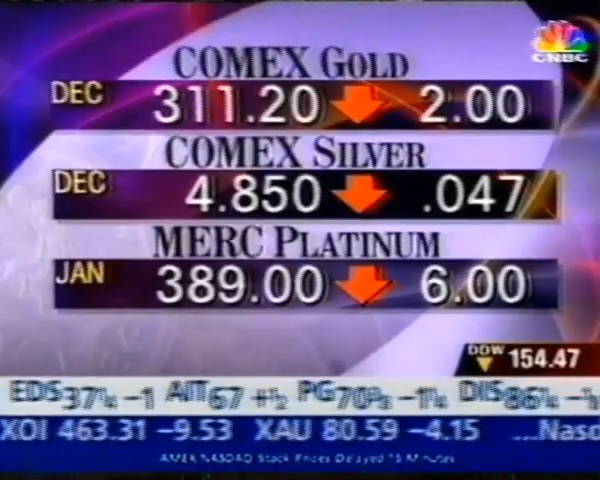 CNBC
COMEX GOLD
DEC 311.20 2.00
COMEX SILVER
DEC 4.850 .047
MERC PLATINUM
JAN 389.00 6.00
DOW 154.47
EDS 37¼ -1 AIT 67 +½ PG 70⅜ -1¼ DIS 86¼
XOI 463.31 -9.53 XAU 80.59 -4.15 ...Nasd
AMEX NASDAQ Stock Prices Delayed 15 Minutes